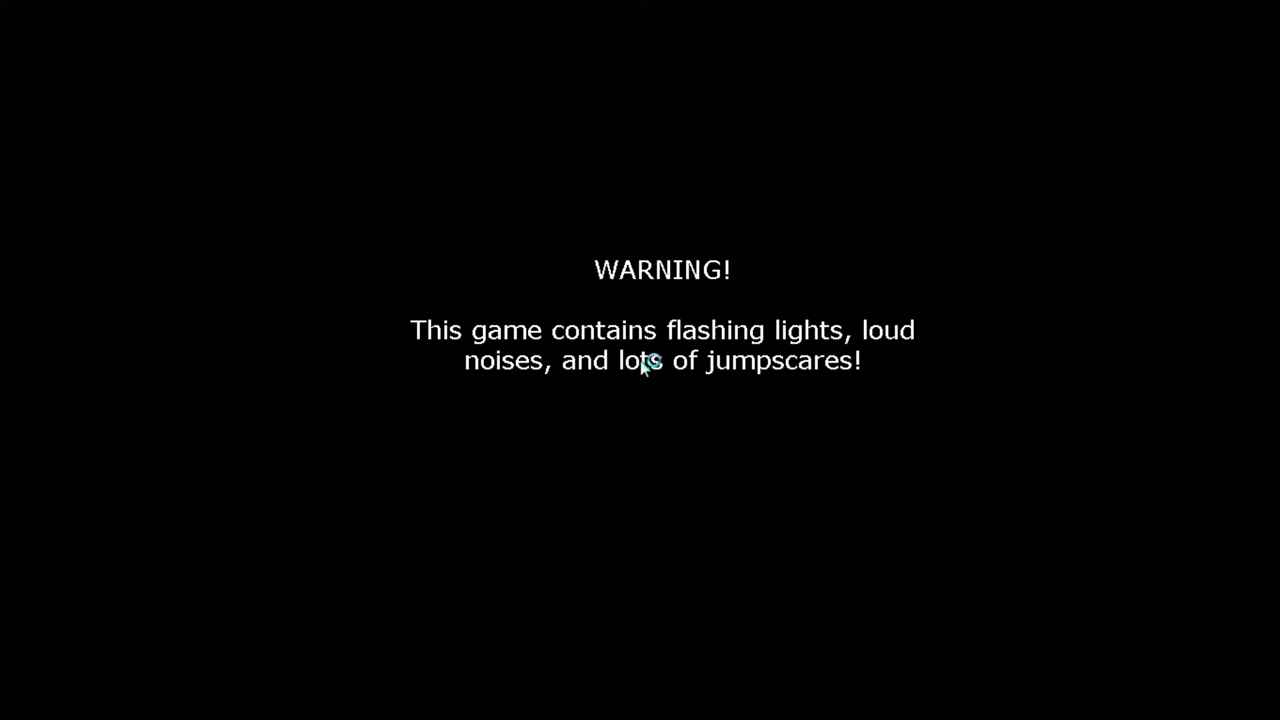 WARNING!
This game contains flashing lights, loud
noises, and lots of jumpscares!